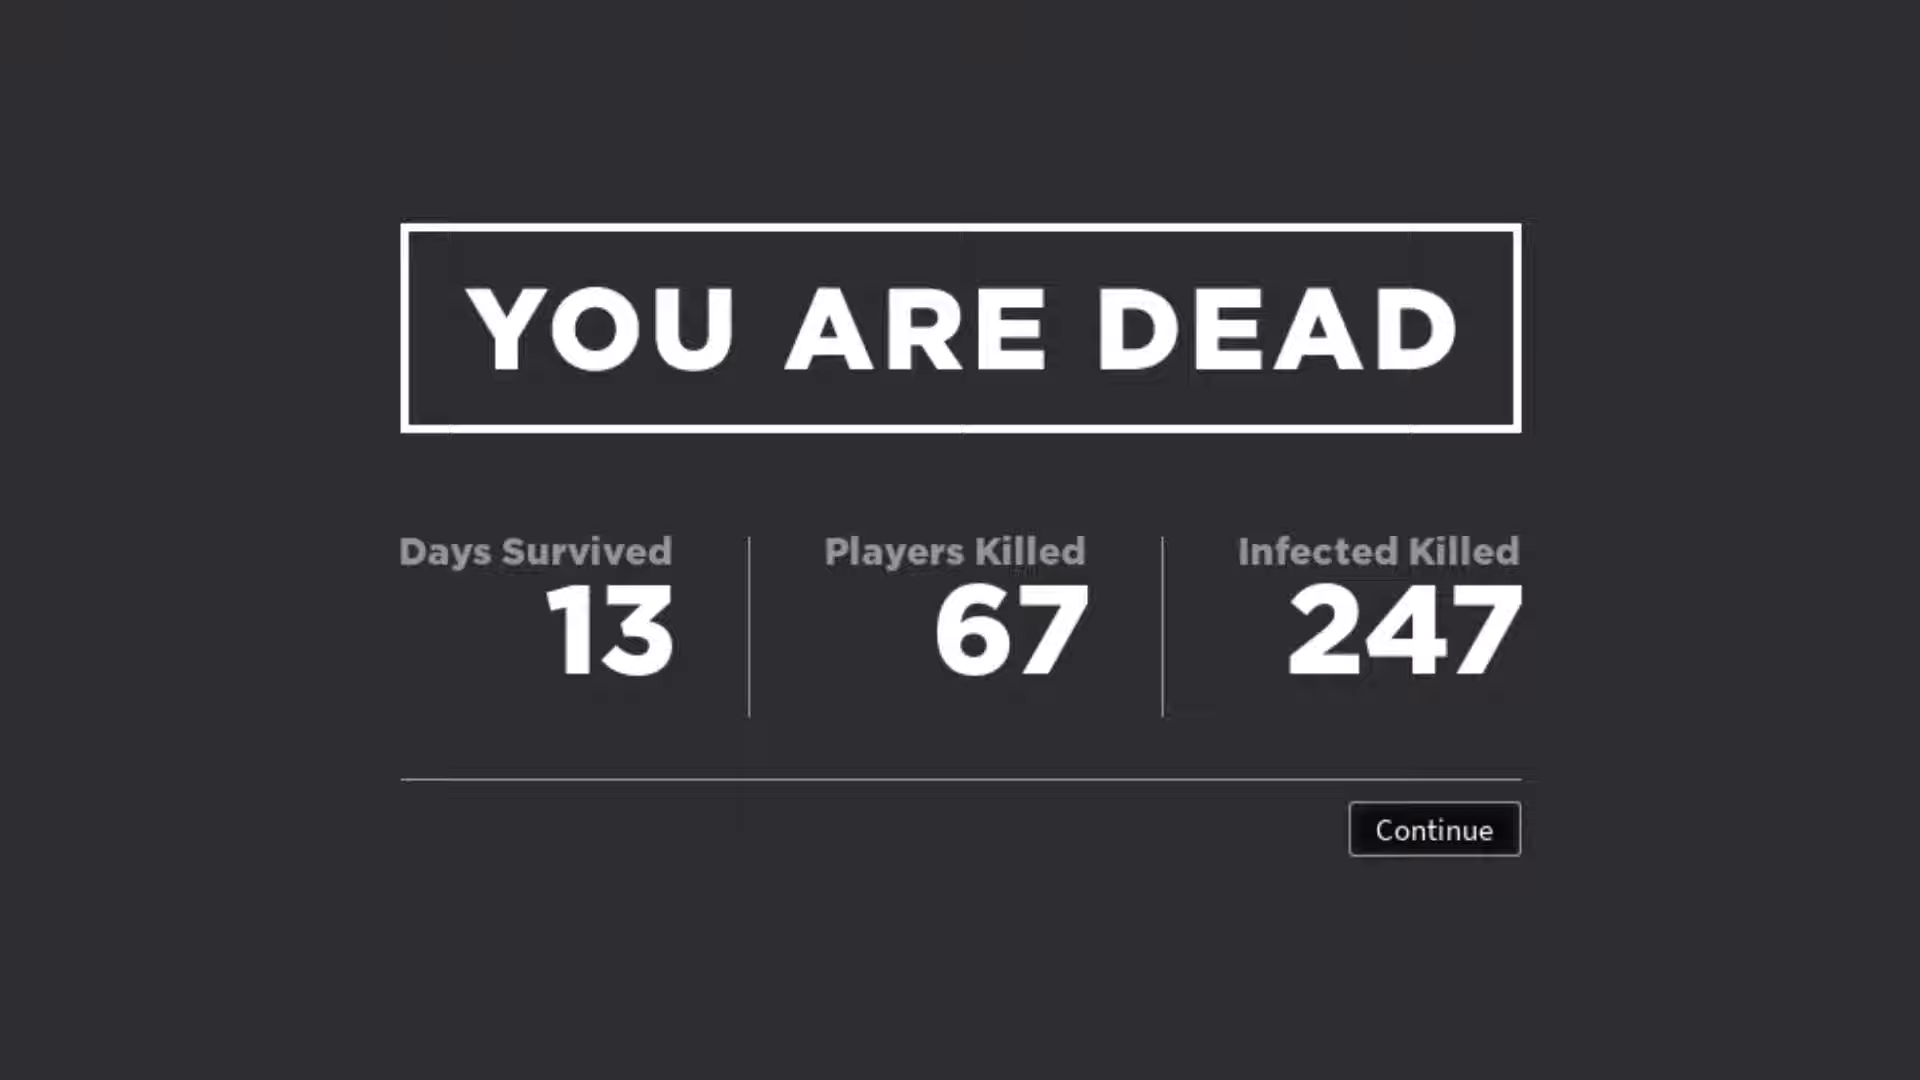 YOU ARE DEAD
Days Survived
13
Players Killed
67
Infected Killed
247
Continue